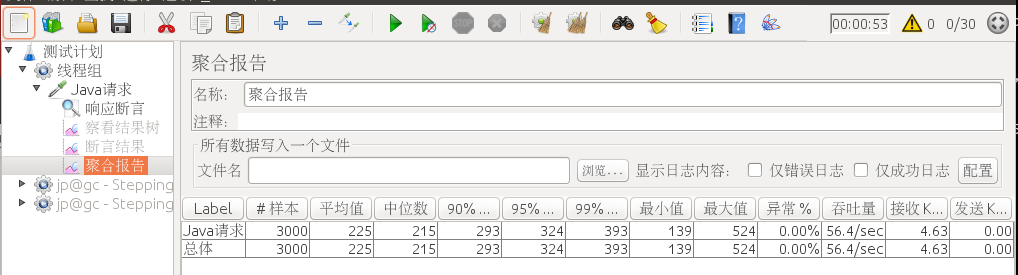 00:00:53 0 0/30
测试计划
线程组
Java请求
响应断言
察看结果树
断言结果
聚合报告
jp@gc - Stepping
jp@gc - Stepping
聚合报告
名称: 聚合报告
注释:
所有数据写入一个文件
文件名 浏览... 显示日志内容: 仅错误日志 仅成功日志 配置
Label # 样本 平均值 中位数 90% ... 95% ... 99% ... 最小值 最大值 异常 % 吞吐量 接收 K... 发送 K...
Java请求 3000 225 215 293 324 393 139 524 0.00% 56.4/sec 4.63 0.00
总体 3000 225 215 293 324 393 139 524 0.00% 56.4/sec 4.63 0.00